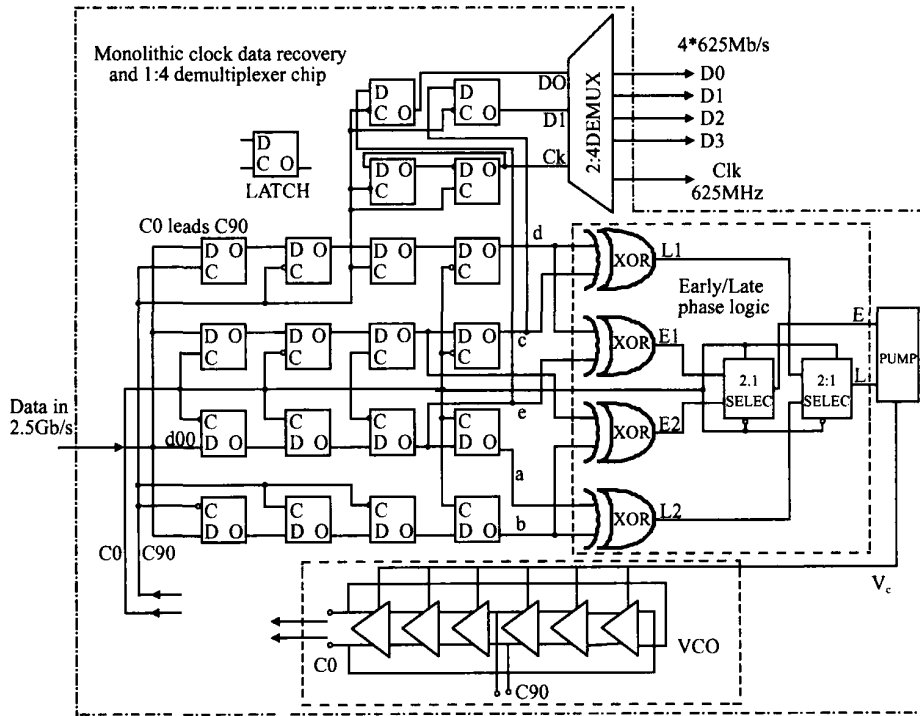 Monolithic clock data recovery
and 1:4 demultiplexer chip
4*625Mb/s
D
C O
D
C O
DO
D1
Ck
2:4DEMUX
D0
D1
D2
D3
Clk
625MHz
D
C O
LATCH
D O
C
D O
C
C0 leads C90
D O
C
D O
C
D O
C
D O
C
d
XOR
L1
Early/Late
phase logic
D O
C
D O
C
D O
C
D O
C
c
XOR
E1
2.1
SELEC
2:1
SELEC
E
L
PUMP
Data in
2.5Gb/s
d00
C
D O
C
D O
C
D O
C
D O
e
a
XOR
E2
C
D O
C
D O
C
D O
C
D O
b
XOR
L2
C0
C90
Vc
VCO
C0
C90